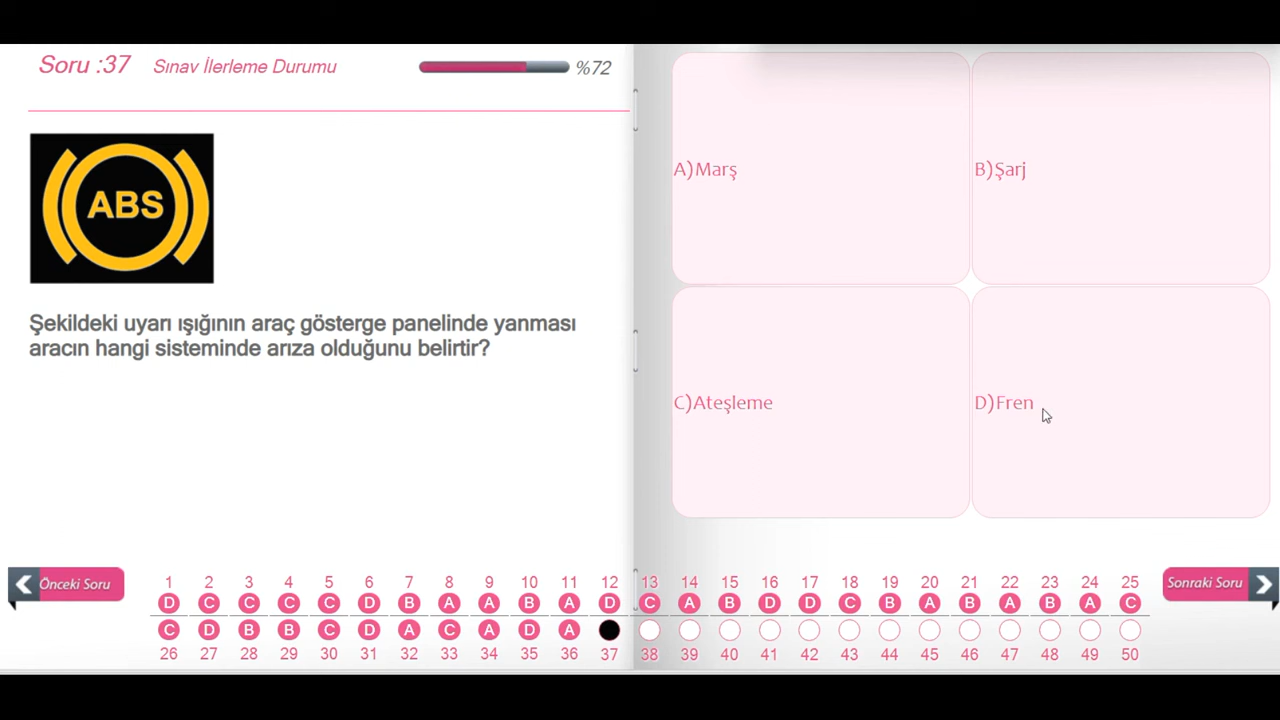 Soru :37 Sınav İlerleme Durumu %72
ABS
Şekildeki uyarı ışığının araç gösterge panelinde yanması
aracın hangi sisteminde arıza olduğunu belirtir?
A)Marş
B)Şarj
C)Ateşleme
D)Fren
Önceki Soru
1 2 3 4 5 6 7 8 9 10 11 12 13 14 15 16 17 18 19 20 21 22 23 24 25
D C C C C D B A A B A D C A B D D C B A B A B A C
C D B B C D A C A D A
26 27 28 29 30 31 32 33 34 35 36 37 38 39 40 41 42 43 44 45 46 47 48 49 50
Sonraki Soru